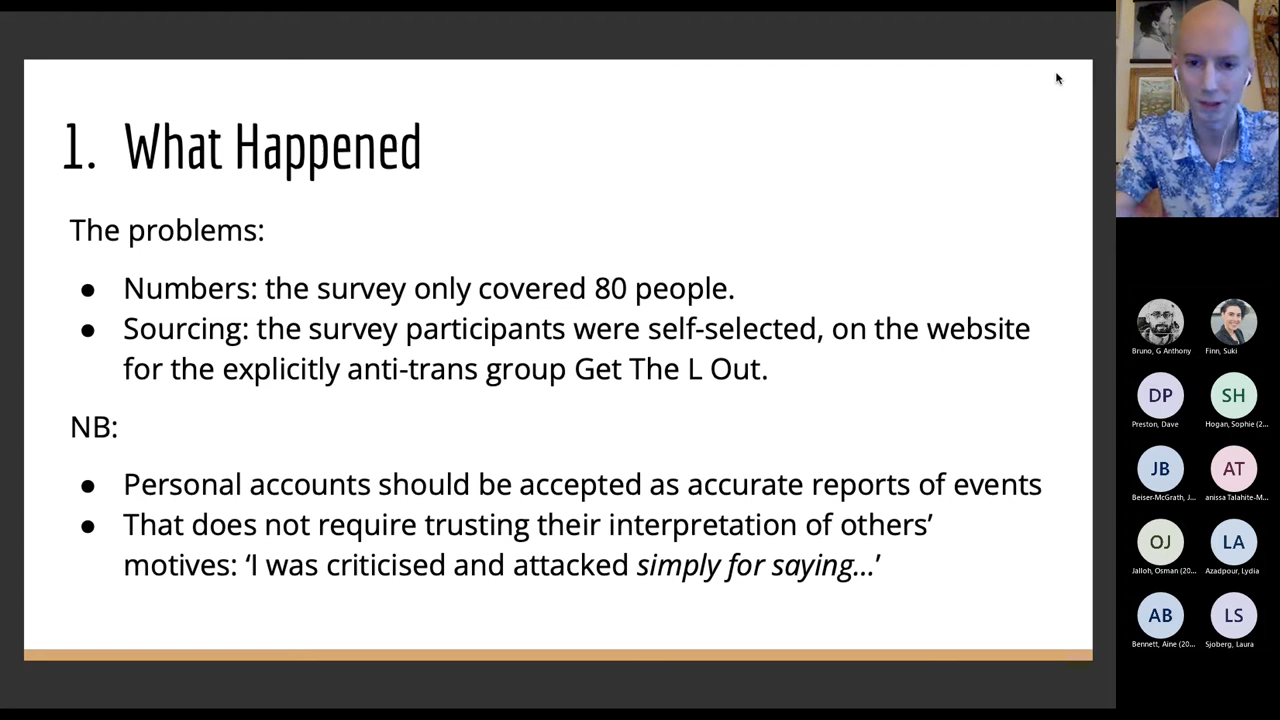 1. What Happened
The problems:
● Numbers: the survey only covered 80 people.
● Sourcing: the survey participants were self-selected, on the website
for the explicitly anti-trans group Get The L Out.
NB:
● Personal accounts should be accepted as accurate reports of events
● That does not require trusting their interpretation of others’
motives: ‘I was criticised and attacked simply for saying...’
Bruno, G Anthony
Finn, Suki
DP
SH
Preston, Dave
Hogan, Sophie (2...
JB
AT
Beiser-McGrath, J...
anissa Talahite-M...
OJ
LA
Jalloh, Osman (20...
Azadpour, Lydia
AB
LS
Bennett, Aine (20...
Sjoberg, Laura